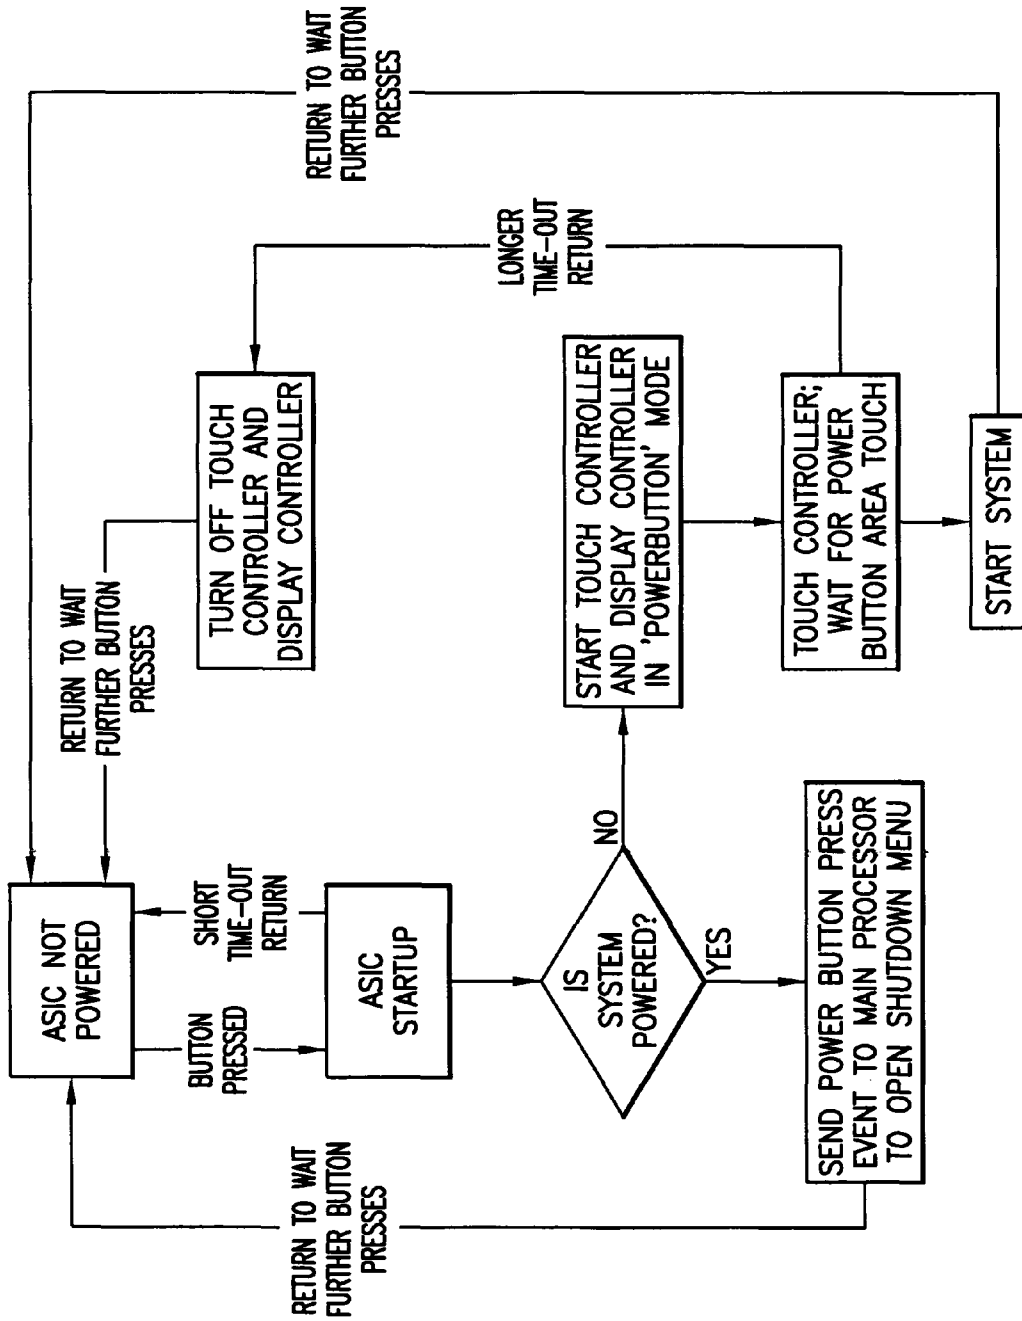 ASIC NOT
POWERED
BUTTON
PRESSED
SHORT
TIME-OUT
RETURN
ASIC
STARTUP
IS
SYSTEM
POWERED?
YES
NO
SEND POWER BUTTON PRESS
EVENT TO MAIN PROCESSOR
TO OPEN SHUTDOWN MENU
RETURN TO WAIT
FURTHER BUTTON
PRESSES
START TOUCH CONTROLLER
AND DISPLAY CONTROLLER
IN 'POWERBUTTON' MODE
TOUCH CONTROLLER;
WAIT FOR POWER
BUTTON AREA TOUCH
LONGER
TIME-OUT
RETURN
TURN OFF TOUCH
CONTROLLER AND
DISPLAY CONTROLLER
RETURN TO WAIT
FURTHER BUTTON
PRESSES
START SYSTEM
RETURN TO WAIT
FURTHER BUTTON
PRESSES